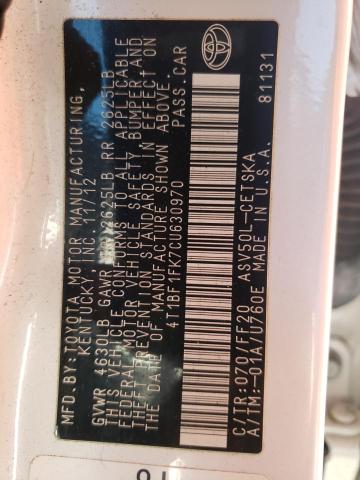 MFD.BY:TOYOTA MOTOR MANUFACTURING,
KENTUCKY, INC. 11/12
GVWR 4630LB GAWR FR 2625LB RR 2625LB
THIS VEHICLE CONFORMS TO ALL APPLICABLE
FEDERAL MOTOR VEHICLE SAFETY, BUMPER, AND
THEFT PREVENTION STANDARDS IN EFFECT ON
THE DATE OF MANUFACTURE SHOWN ABOVE.
4T1BF1FK7CU630970 PASS.CAR
C/TR:070/FF20 ASV50L-CETSKA
A/TM:-01A/U760E MADE IN U.S.A. 81131